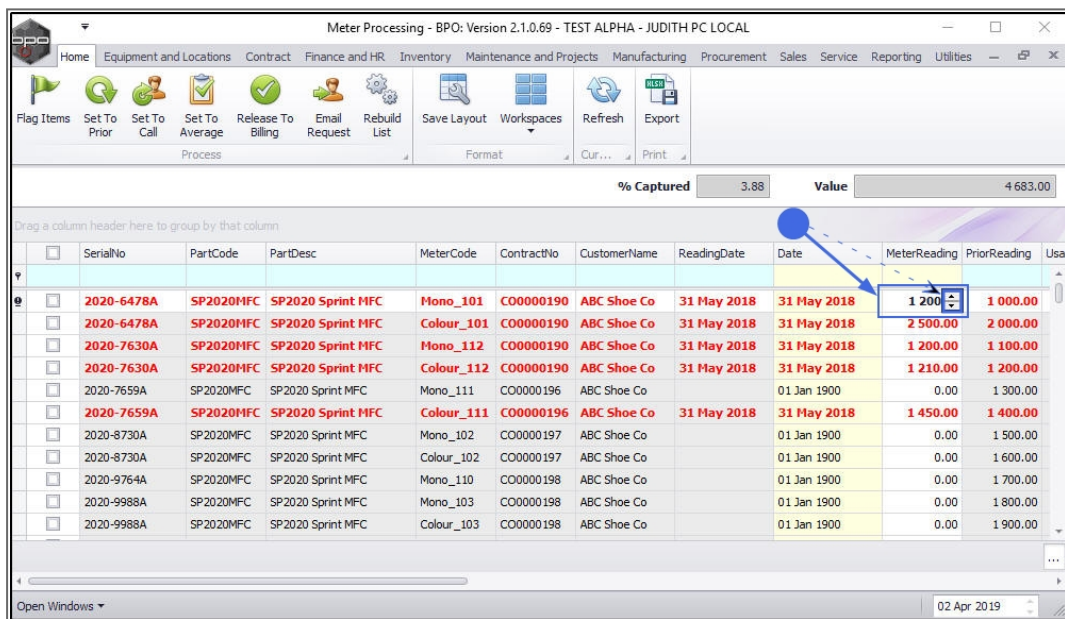 Meter Processing - BPO: Version 2.1.0.69 - TEST ALPHA - JUDITH PC LOCAL
Home Equipment and Locations Contract Finance and HR Inventory Maintenance and Projects Manufacturing Procurement Sales Service Reporting Utilities
Flag Items Set To Prior Set To Call Set To Average Release To Billing Email Request Rebuild List Save Layout Workspaces Refresh Export
Process Format Cur... Print
% Captured 3.88 Value 4 683.00
Drag a column header here to group by that column
SerialNo PartCode PartDesc MeterCode ContractNo CustomerName ReadingDate Date MeterReading PriorReading Usa
2020-6478A SP2020MFC SP2020 Sprint MFC Mono_101 CO0000190 ABC Shoe Co 31 May 2018 31 May 2018 1 200 1 000.00
2020-6478A SP2020MFC SP2020 Sprint MFC Colour_101 CO0000190 ABC Shoe Co 31 May 2018 31 May 2018 2 500.00 2 000.00
2020-7630A SP2020MFC SP2020 Sprint MFC Mono_112 CO0000190 ABC Shoe Co 31 May 2018 31 May 2018 1 200.00 1 100.00
2020-7630A SP2020MFC SP2020 Sprint MFC Colour_112 CO0000190 ABC Shoe Co 31 May 2018 31 May 2018 1 210.00 1 200.00
2020-7659A SP2020MFC SP2020 Sprint MFC Mono_111 CO0000196 ABC Shoe Co 01 Jan 1900 0.00 1 300.00
2020-7659A SP2020MFC SP2020 Sprint MFC Colour_111 CO0000196 ABC Shoe Co 31 May 2018 31 May 2018 1 450.00 1 400.00
2020-8730A SP2020MFC SP2020 Sprint MFC Mono_102 CO0000197 ABC Shoe Co 01 Jan 1900 0.00 1 500.00
2020-8730A SP2020MFC SP2020 Sprint MFC Colour_102 CO0000197 ABC Shoe Co 01 Jan 1900 0.00 1 600.00
2020-9764A SP2020MFC SP2020 Sprint MFC Mono_110 CO0000198 ABC Shoe Co 01 Jan 1900 0.00 1 700.00
2020-9988A SP2020MFC SP2020 Sprint MFC Mono_103 CO0000198 ABC Shoe Co 01 Jan 1900 0.00 1 800.00
2020-9988A SP2020MFC SP2020 Sprint MFC Colour_103 CO0000198 ABC Shoe Co 01 Jan 1900 0.00 1 900.00
Open Windows 02 Apr 2019